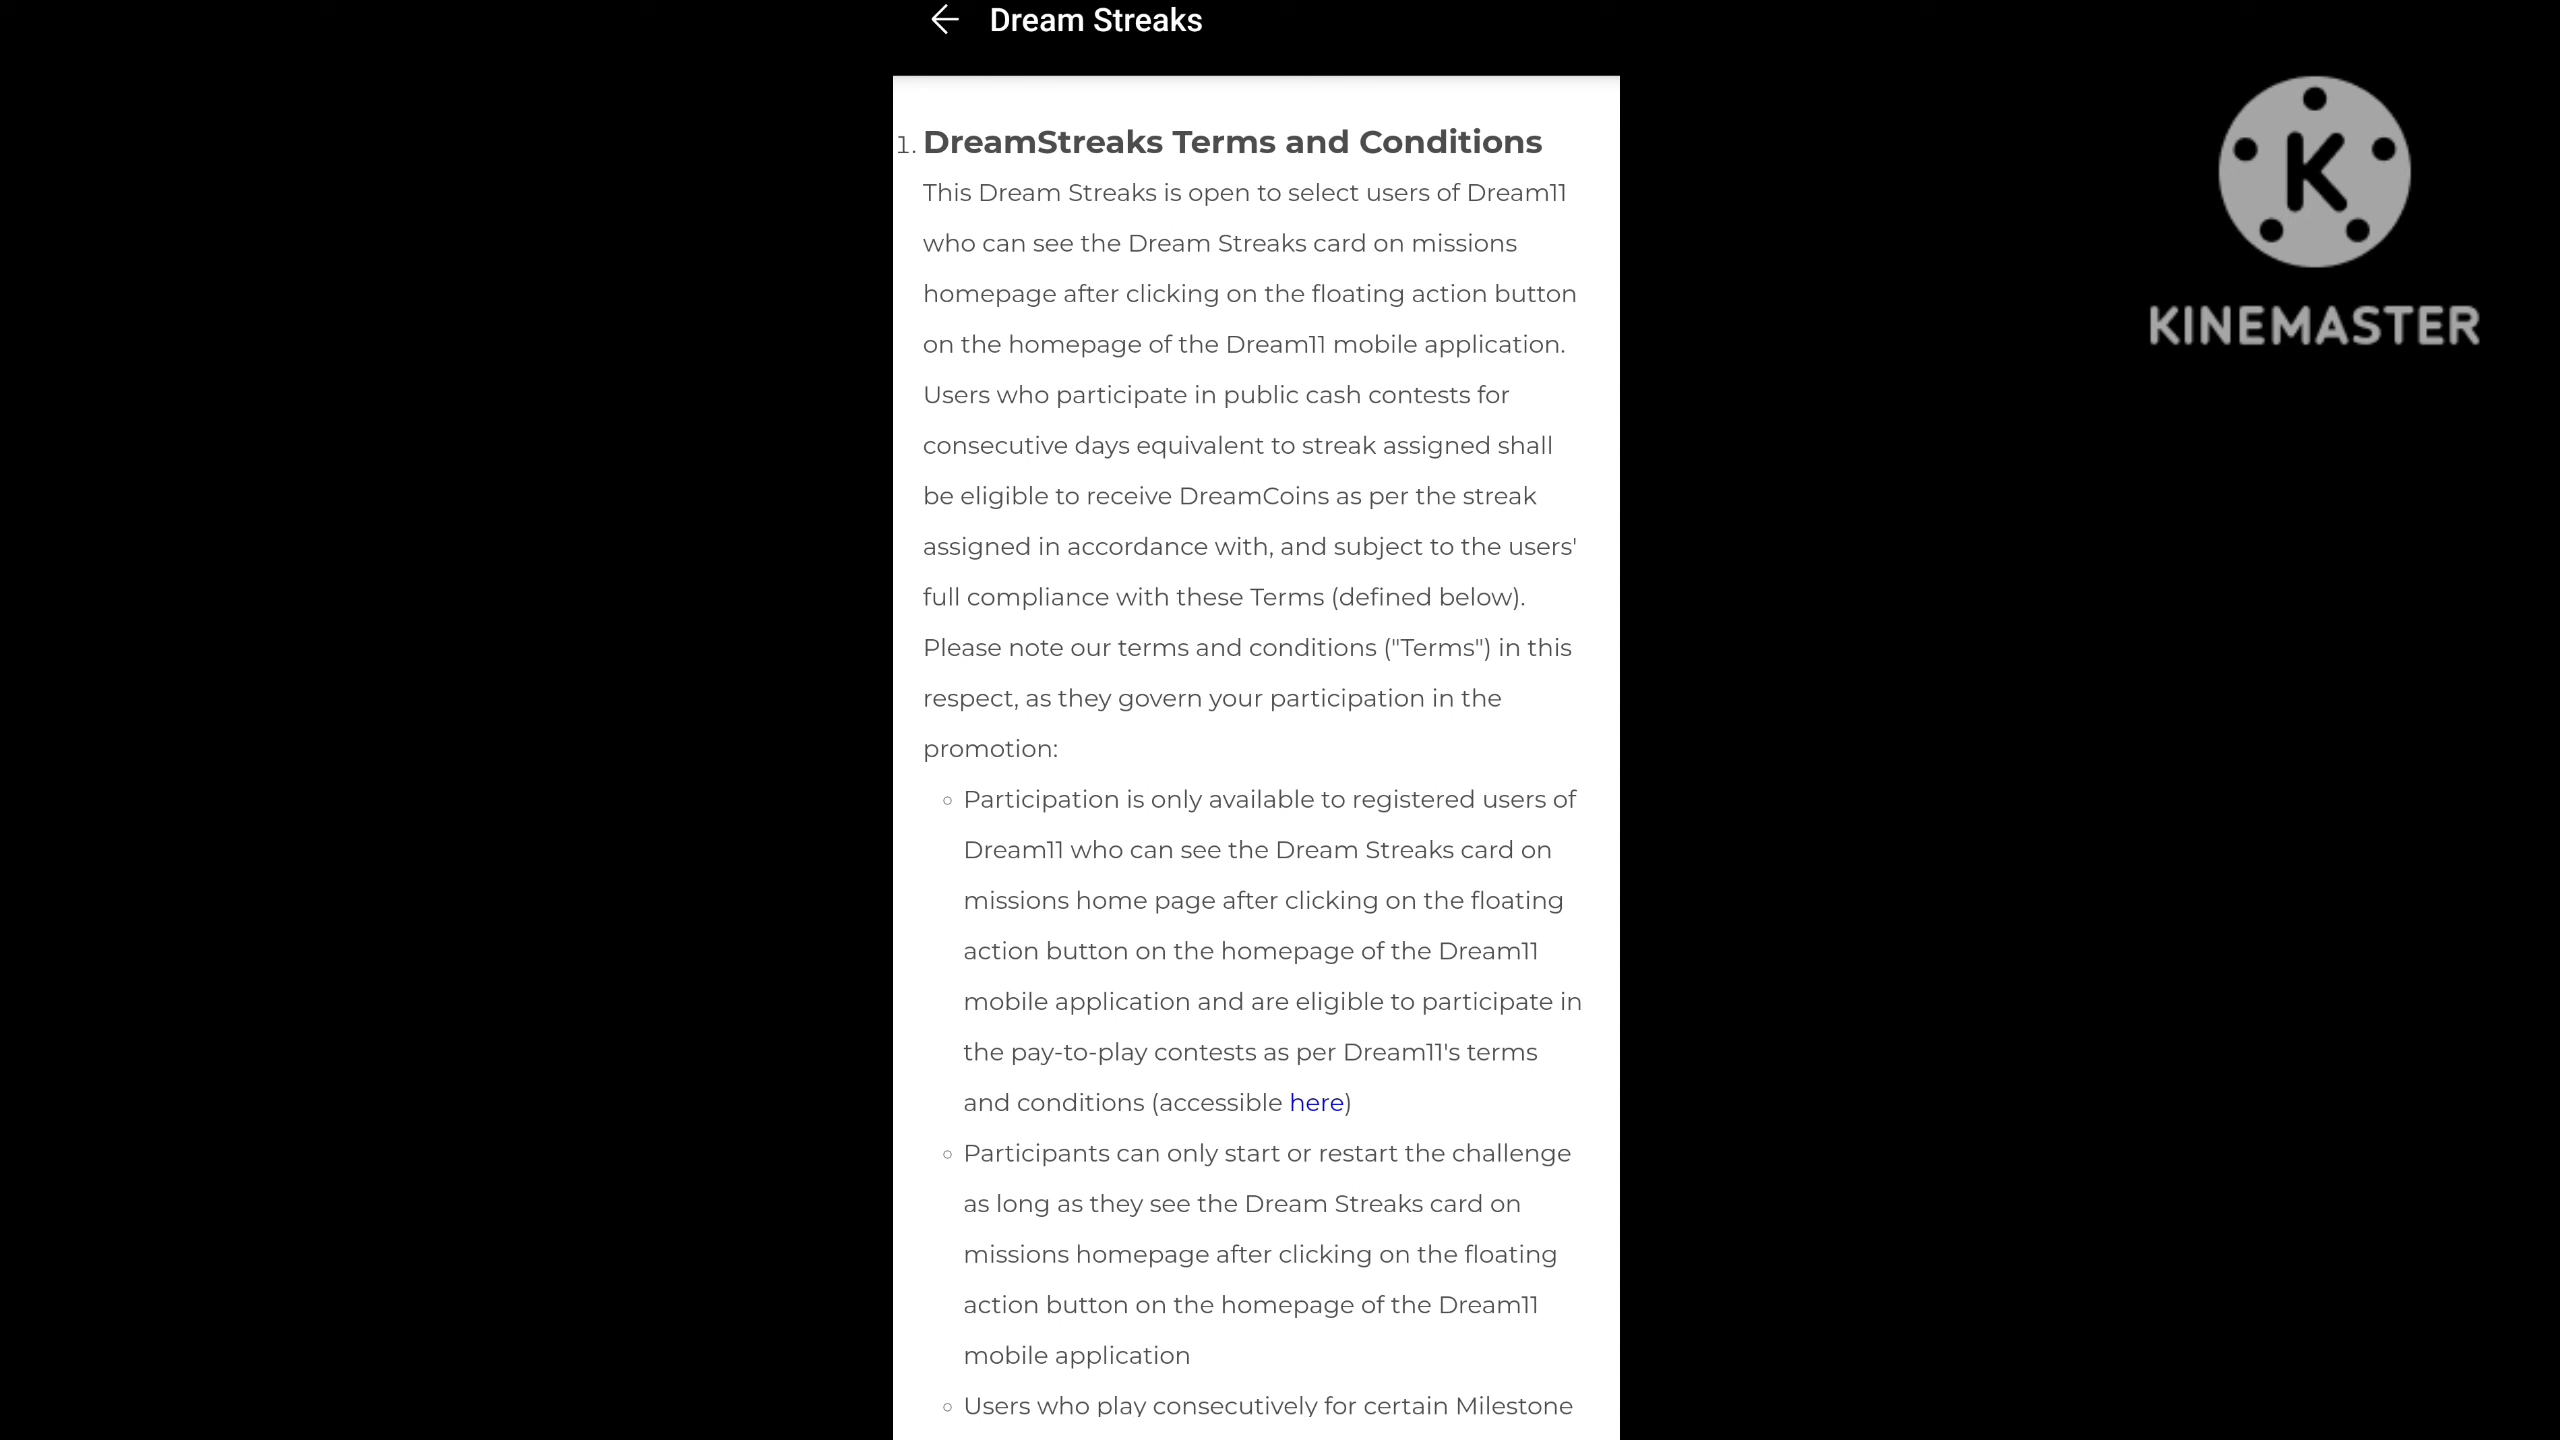 Dream Streaks
1. DreamStreaks Terms and Conditions
This Dream Streaks is open to select users of Dream11
who can see the Dream Streaks card on missions
homepage after clicking on the floating action button
on the homepage of the Dream11 mobile application.
Users who participate in public cash contests for
consecutive days equivalent to streak assigned shall
be eligible to receive DreamCoins as per the streak
assigned in accordance with, and subject to the users'
full compliance with these Terms (defined below).
Please note our terms and conditions ("Terms") in this
respect, as they govern your participation in the
promotion:
Participation is only available to registered users of
Dream11 who can see the Dream Streaks card on
missions home page after clicking on the floating
action button on the homepage of the Dream11
mobile application and are eligible to participate in
the pay-to-play contests as per Dream11's terms
and conditions (accessible here)
Participants can only start or restart the challenge
as long as they see the Dream Streaks card on
missions homepage after clicking on the floating
action button on the homepage of the Dream11
mobile application
Users who play consecutively for certain Milestone
K
KINEMASTER